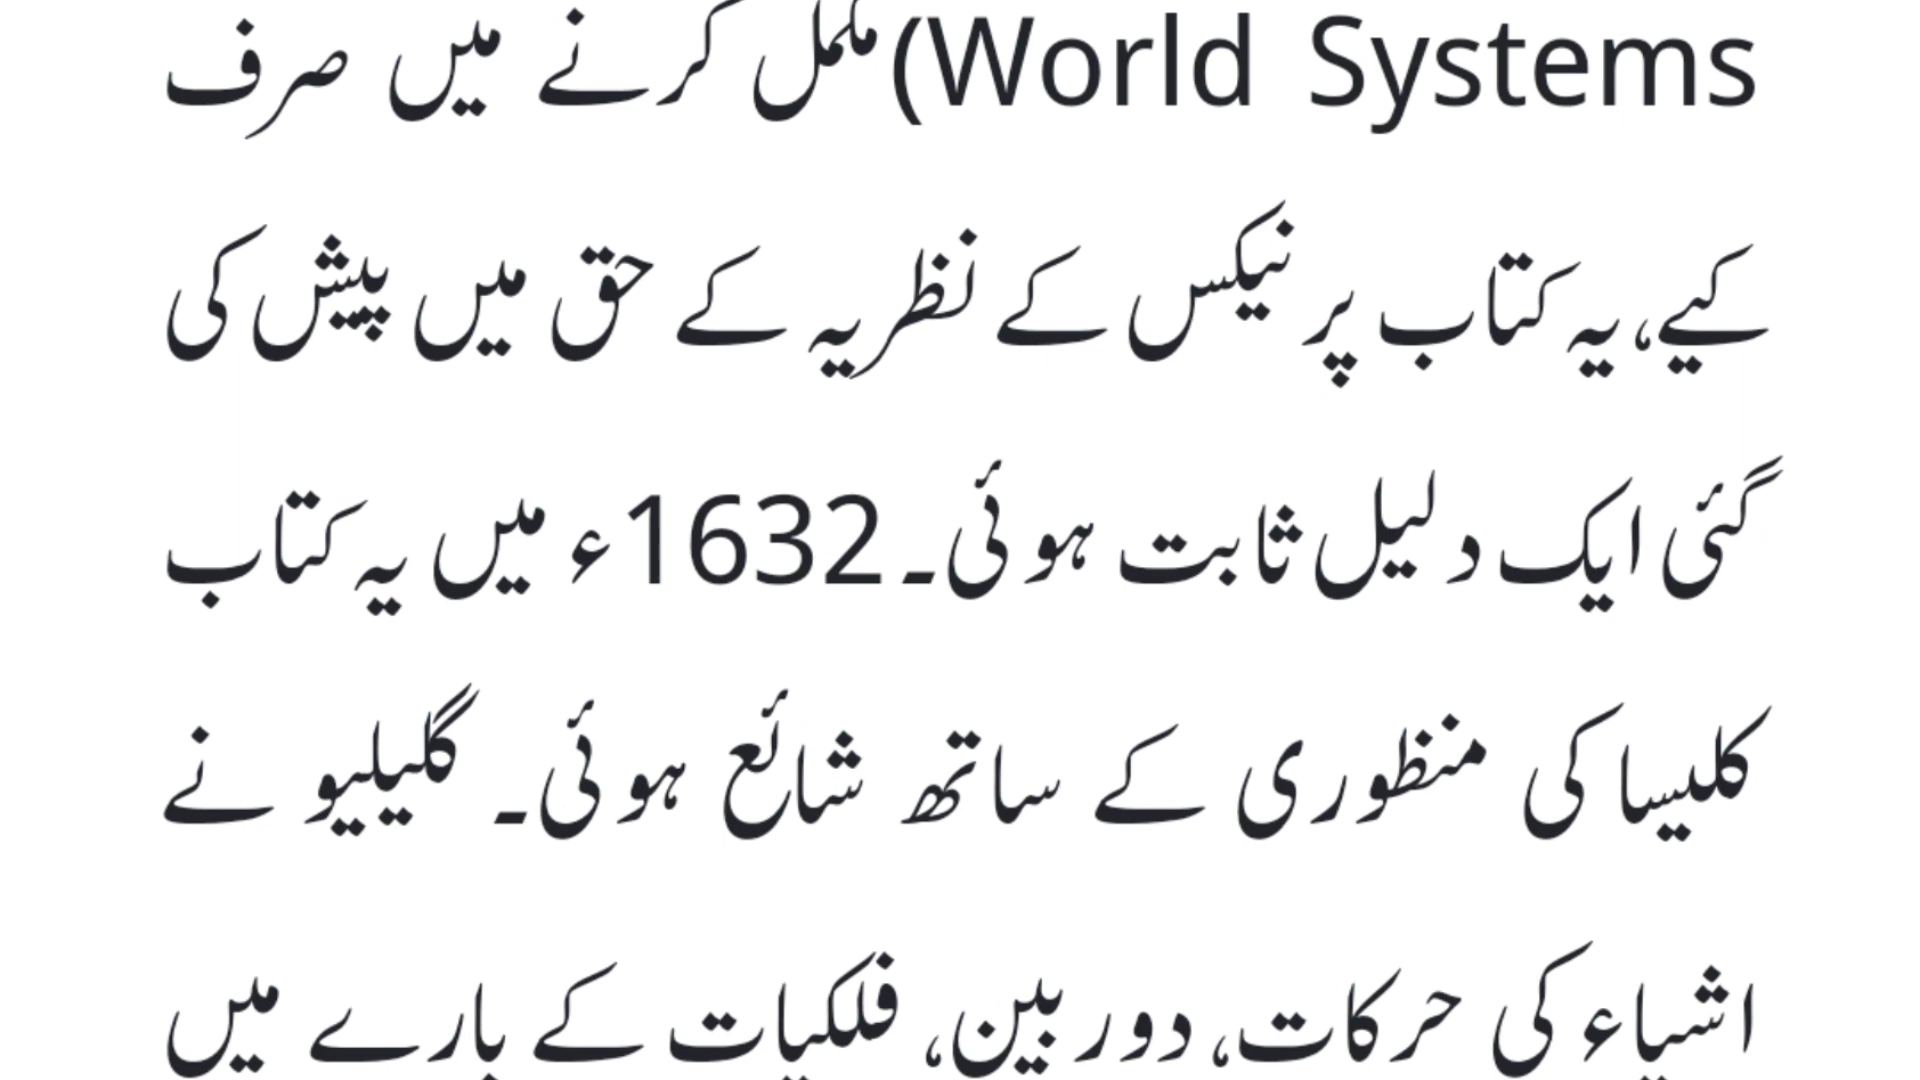 World Systems)مکمل کرنے میں صرف
کیے،یہ کتاب پر نیکس کے نظریہ کے حق میں پیش کی
گئی ایک دلیل ثابت ہوئی۔1632ء میں یہ کتاب
کلیسا کی منظوری کے ساتھ شائع ہوئی۔ گلیلیو نے
اشیاء کی حرکات، دور بین، فلکیات کے بارے میں